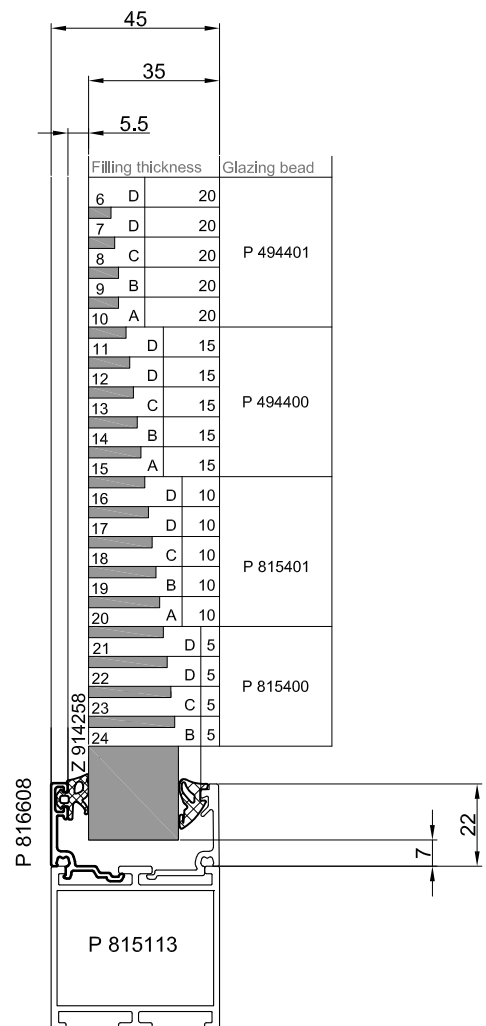 45
35
5.5
Filling thickness Glazing bead
6 D 20
7 D 20
8 C 20
P 494401
9 B 20
10 A 20
11 D 15
12 D 15
13 C 15
P 494400
14 B 15
15 A 15
16 D 10
17 D 10
18 C 10
P 815401
19 B 10
20 A 10
21 D 5
22 D 5
P 815400
23 C 5
24 B 5
Z 914258
P 816608
22
7
P 815113